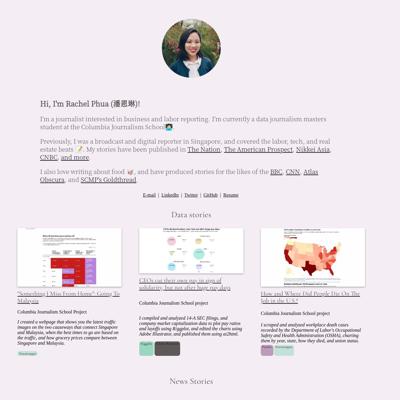 Hi, I'm Rachel Phua (潘恩琳)!
I'm a journalist interested in business and labor reporting. I'm currently a data journalism masters
student at the Columbia Journalism School
Previously, I was a broadcast and digital reporter in Singapore, and covered the labor, tech, and real
estate beats 📝. My stories have been published in The Nation, The American Prospect, Nikkei Asia,
CNBC, and more.
I also love writing about food 🥡, and have produced stories for the likes of the BBC, CNN, Atlas
Obscura, and SCMP's Goldthread.
E-mail | LinkedIn | Twitter | GitHub | Resume
Data stories
"Something I Miss From Home": Going To
Malaysia
Columbia Journalism School Project
I created a webpage that shows you the latest traffic
images on the two causeways that connect Singapore
and Malaysia, when the best times to go are based on
the traffic, and how grocery prices compare between
Singapore and Malaysia.
CEOs cut their own pay in sign of
solidarity, but not after huge pay days
Columbia Journalism School project
I compiled and analyzed 14-A SEC filings, and
company market capitalization data to plot pay ratios
and layoffs using R/ggplot, and edited the charts using
Adobe Illustrator, and published them using ai2html.
How and Where Did People Die On The
Job in the U.S?
Columbia Journalism School project
I scraped and analyzed workplace death cases
recorded by the Department of Labor's Occupational
Safety and Health Administration (OSHA), charting
them by year, state, how they died, and union status.
News Stories